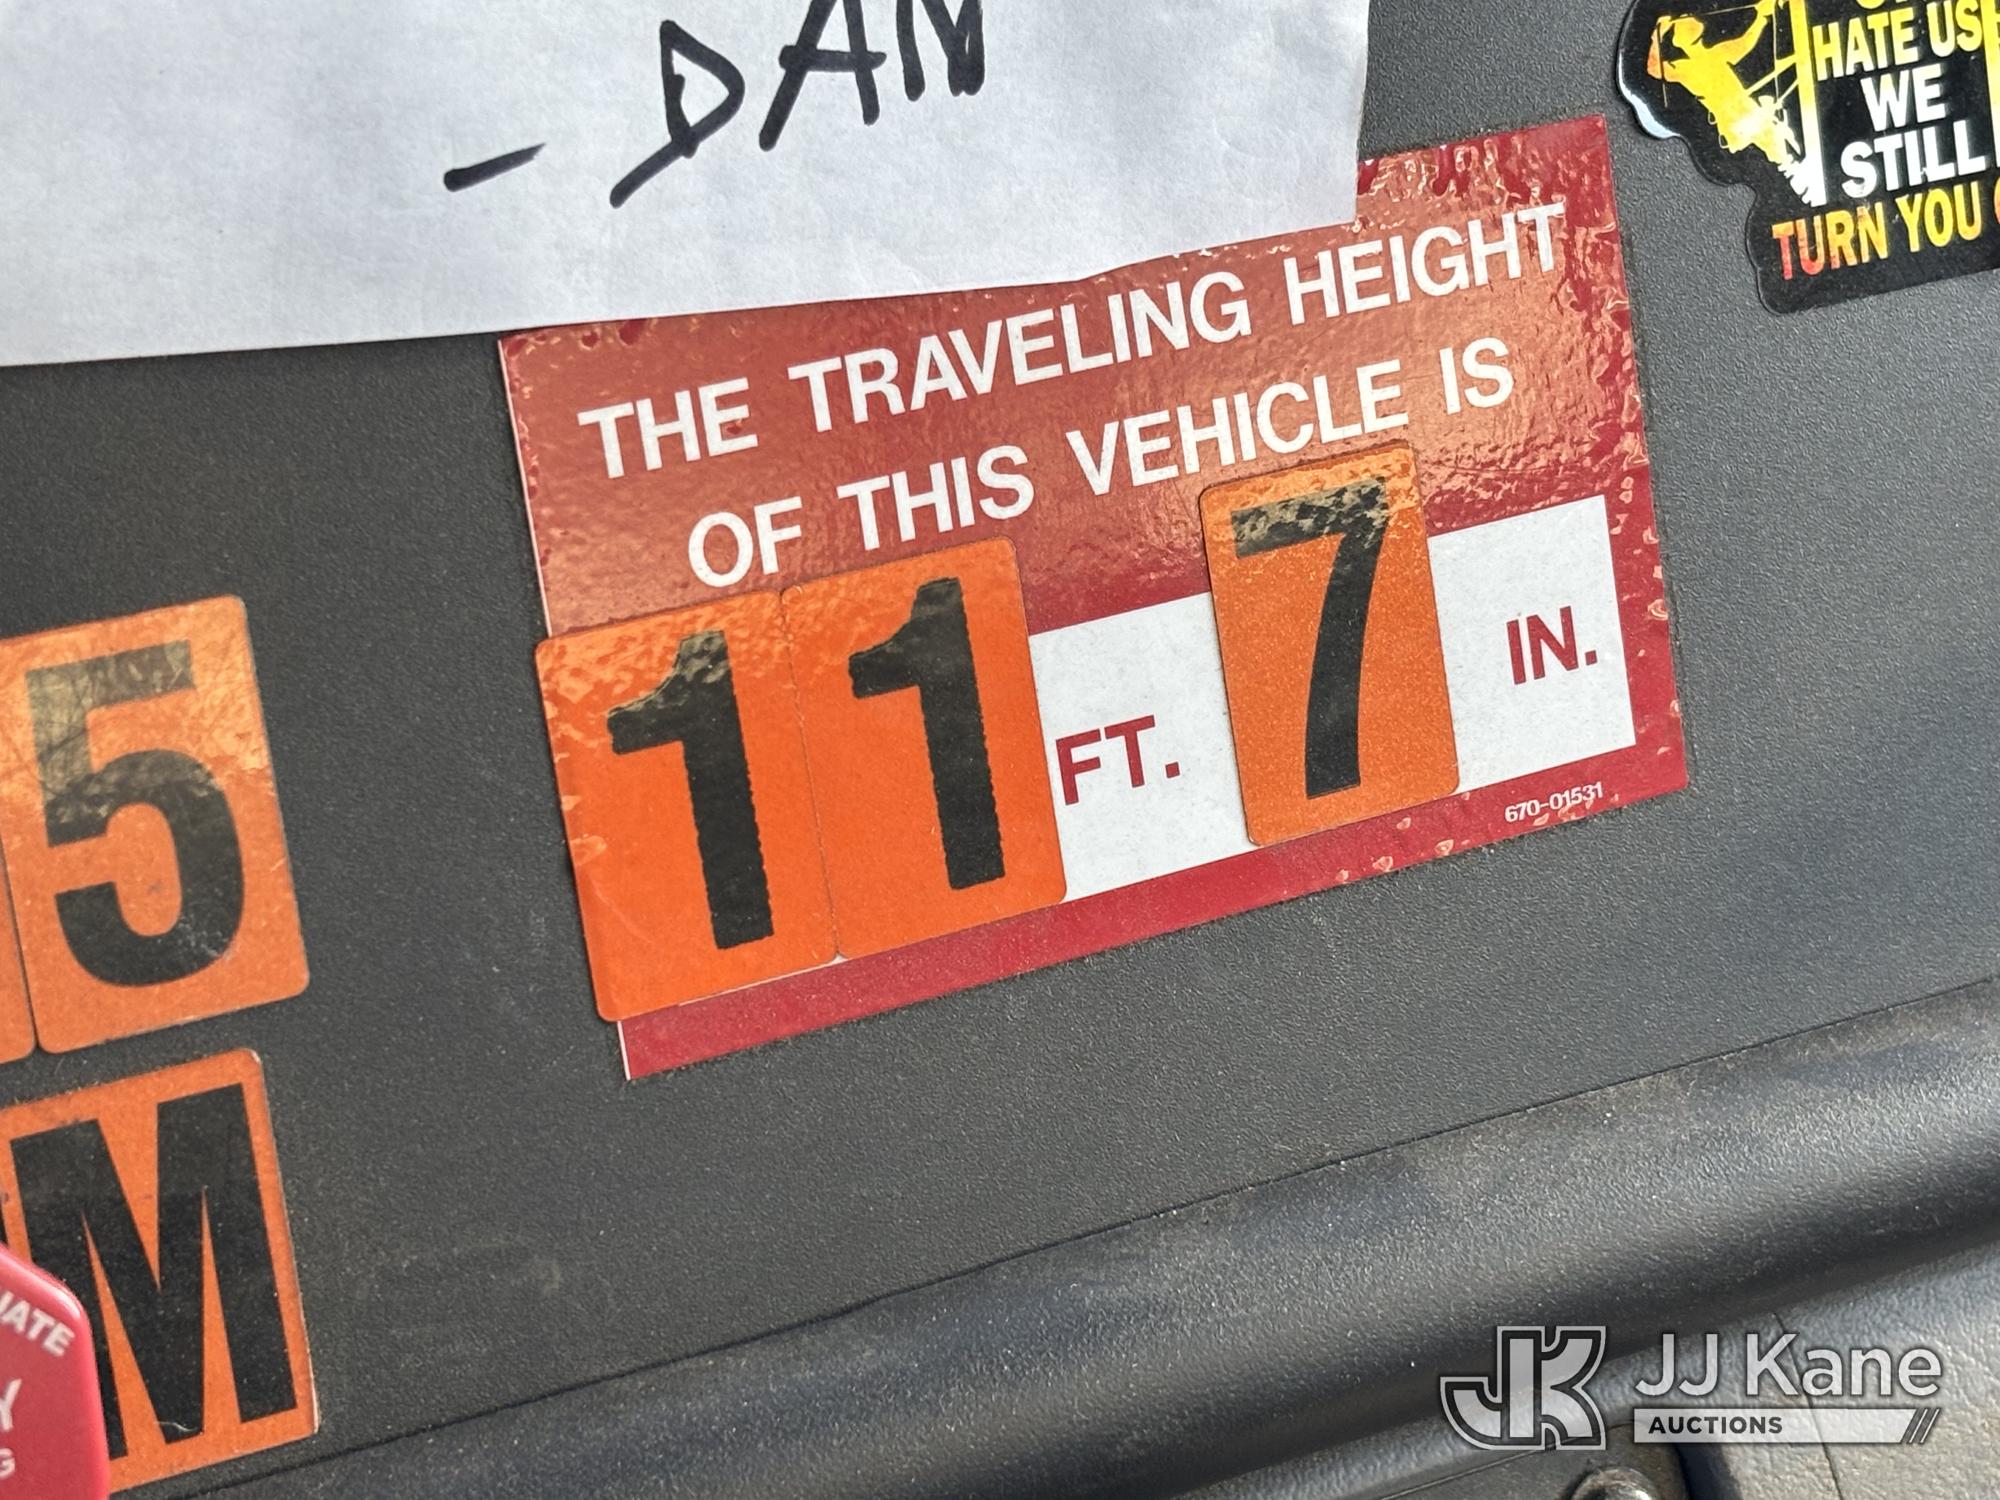 -DAN
HATE US
WE
STILL
TURN YOU
THE TRAVELING HEIGHT
OF THIS VEHICLE IS
11 FT. 7 IN.
670-01531
5
M
JJ Kane
AUCTIONS